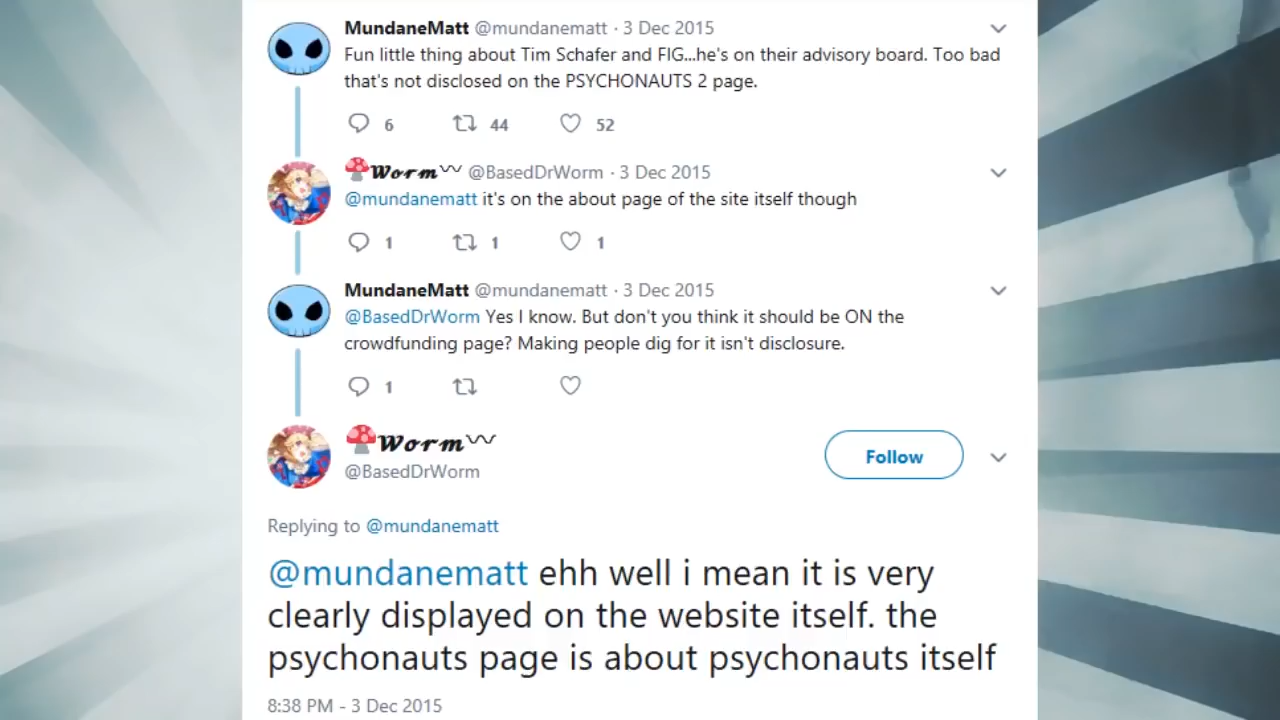 MundaneMatt @mundanematt · 3 Dec 2015
Fun little thing about Tim Schafer and FIG...he's on their advisory board. Too bad
that's not disclosed on the PSYCHONAUTS 2 page.
6 44 52
🍄𝔀𝓸𝓻𝓶〰 @BasedDrWorm · 3 Dec 2015
@mundanematt it's on the about page of the site itself though
1 1 1
MundaneMatt @mundanematt · 3 Dec 2015
@BasedDrWorm Yes I know. But don't you think it should be ON the
crowdfunding page? Making people dig for it isn't disclosure.
1
🍄𝔀𝓸𝓻𝓶〰
Follow
@BasedDrWorm
Replying to @mundanematt
@mundanematt ehh well i mean it is very
clearly displayed on the website itself. the
psychonauts page is about psychonauts itself
8:38 PM - 3 Dec 2015